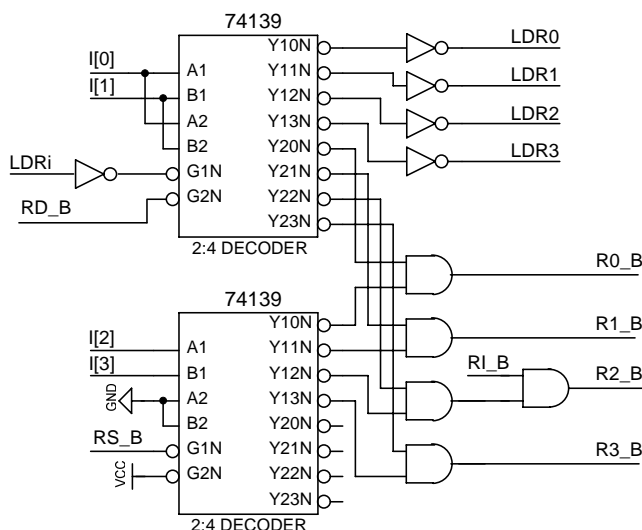 74139
I[0]
I[1]
LDRi
RD_B
A1
B1
A2
B2
G1N
G2N
Y10N
Y11N
Y12N
Y13N
Y20N
Y21N
Y22N
Y23N
2:4 DECODER
LDR0
LDR1
LDR2
LDR3
74139
I[2]
I[3]
GND
RS_B
VCC
A1
B1
A2
B2
G1N
G2N
Y10N
Y11N
Y12N
Y13N
Y20N
Y21N
Y22N
Y23N
2:4 DECODER
R0_B
R1_B
RI_B
R2_B
R3_B